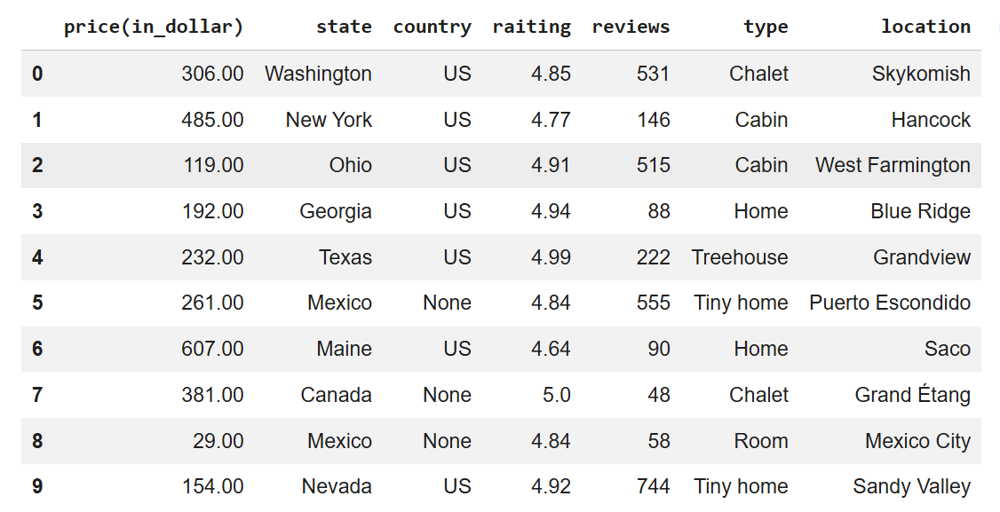 price(in_dollar) state country raiting reviews type location
0 306.00 Washington US 4.85 531 Chalet Skykomish
1 485.00 New York US 4.77 146 Cabin Hancock
2 119.00 Ohio US 4.91 515 Cabin West Farmington
3 192.00 Georgia US 4.94 88 Home Blue Ridge
4 232.00 Texas US 4.99 222 Treehouse Grandview
5 261.00 Mexico None 4.84 555 Tiny home Puerto Escondido
6 607.00 Maine US 4.64 90 Home Saco
7 381.00 Canada None 5.0 48 Chalet Grand Étang
8 29.00 Mexico None 4.84 58 Room Mexico City
9 154.00 Nevada US 4.92 744 Tiny home Sandy Valley